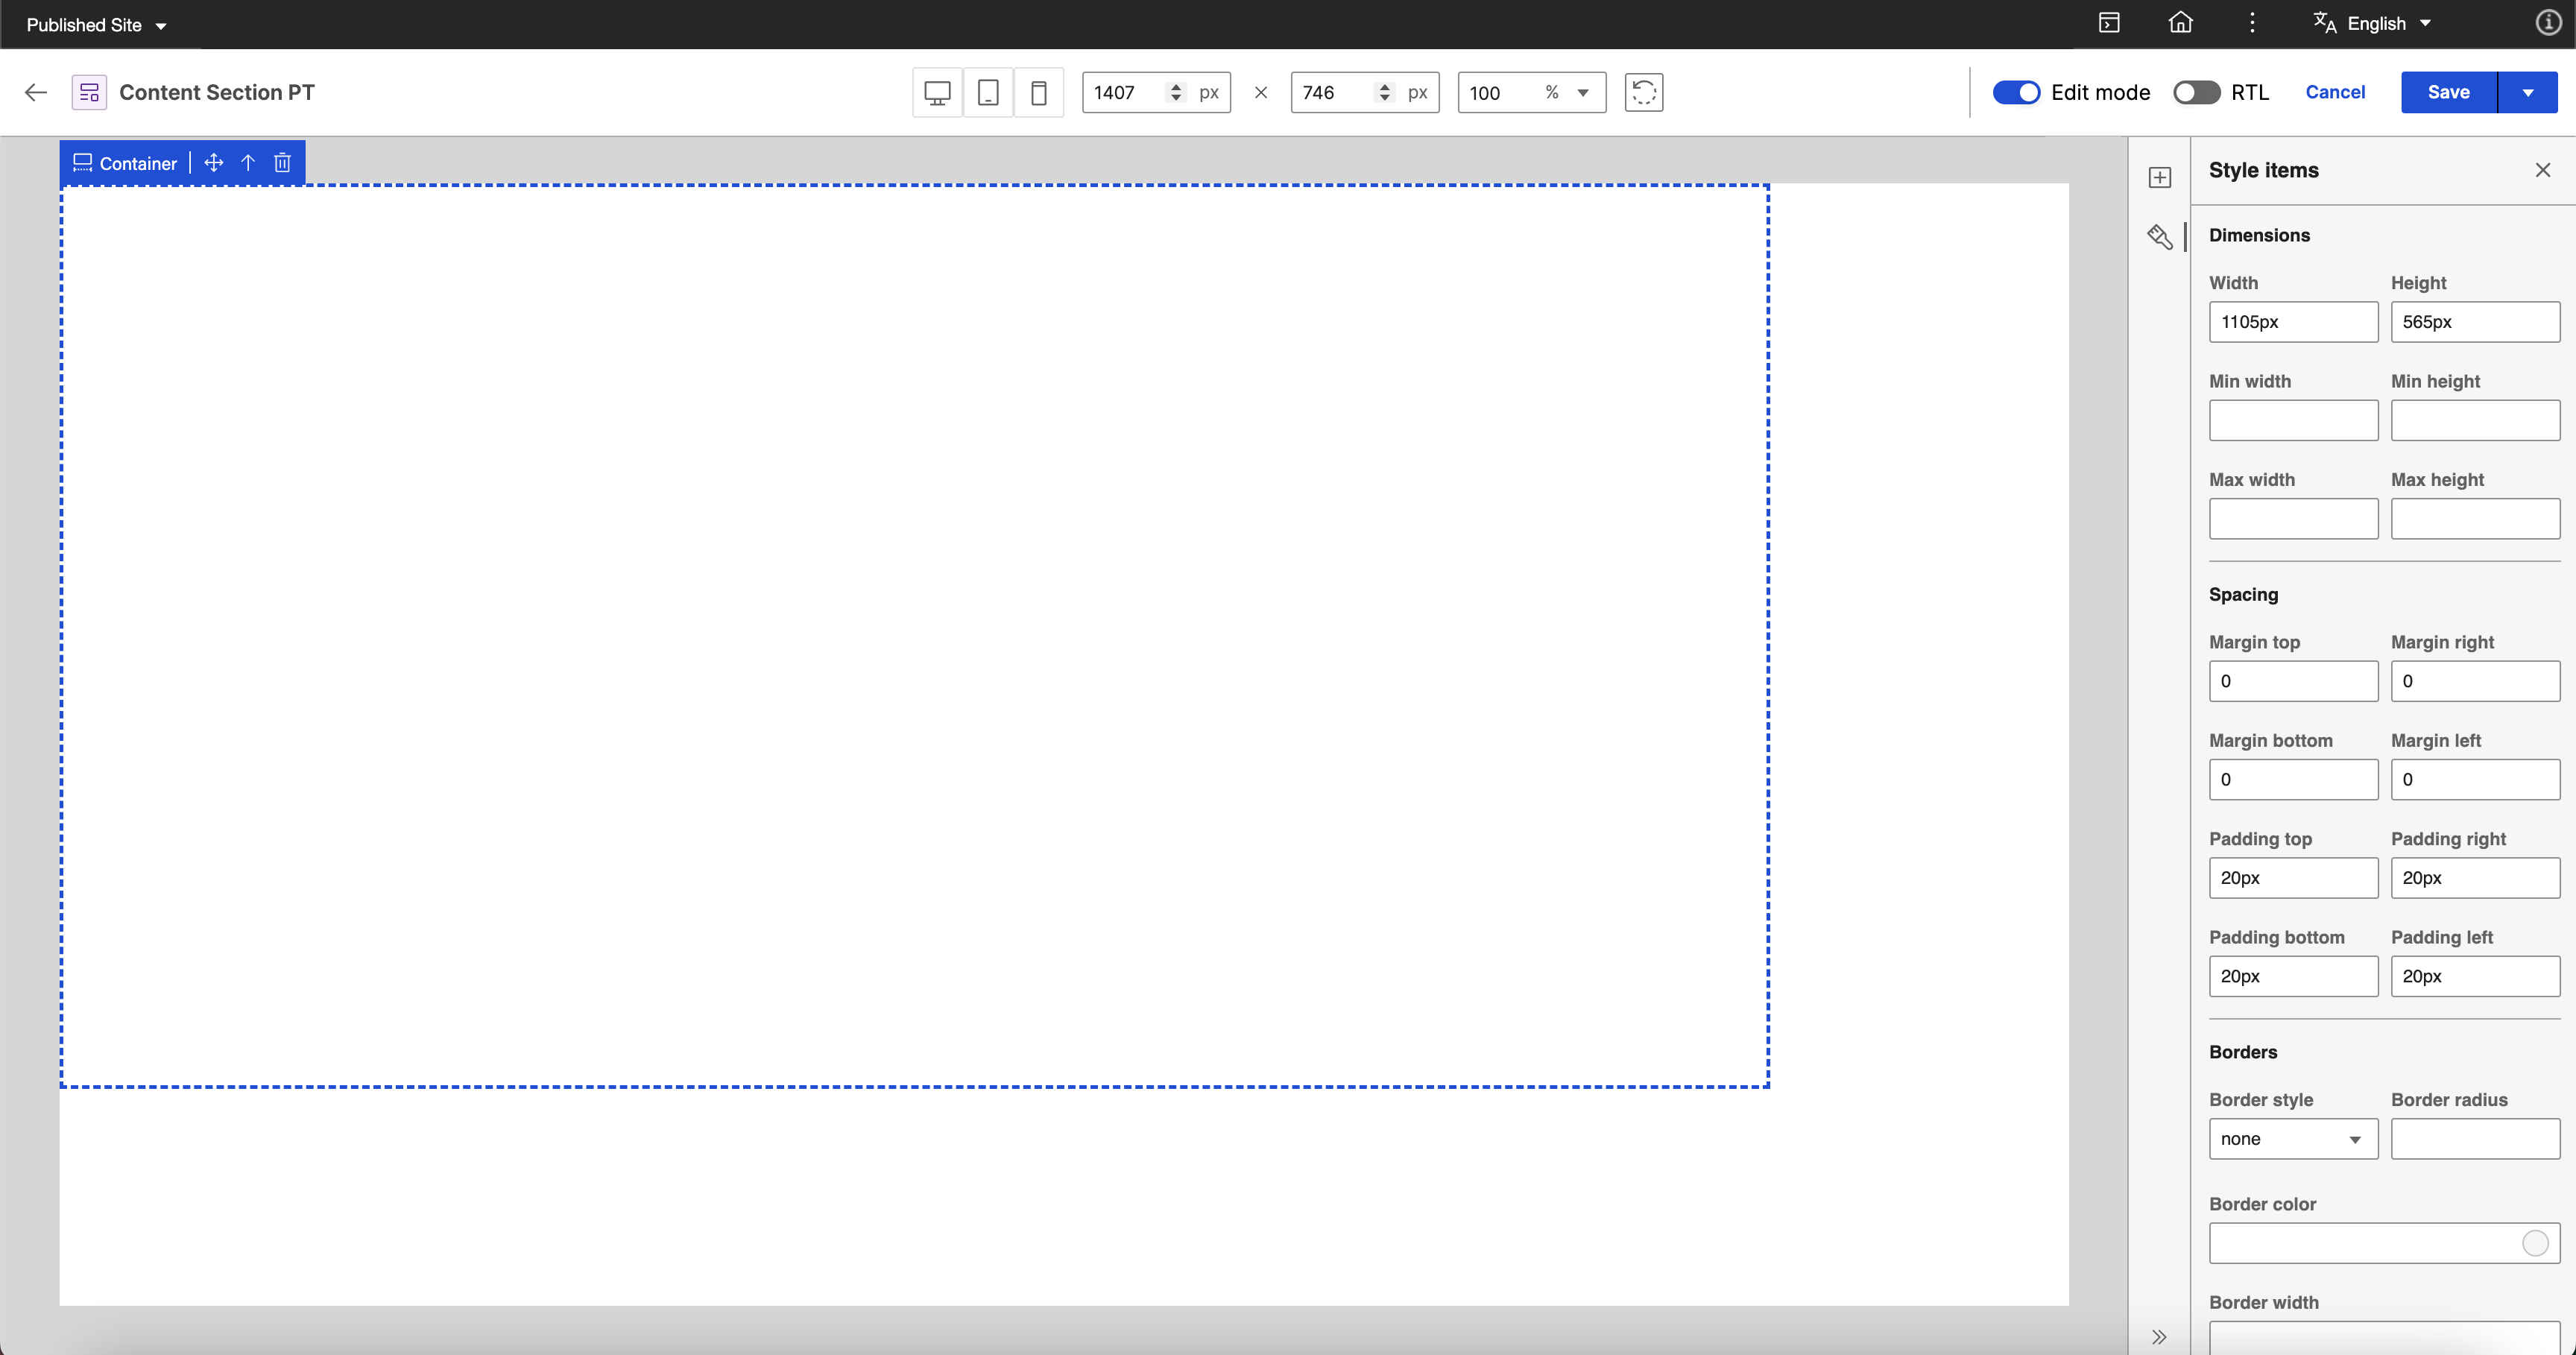 Published Site
English
Content Section PT
1407 px × 746 px 100 %
Edit mode
RTL
Cancel
Save
Container
Style items
Dimensions
Width Height
1105px 565px
Min width Min height
Max width Max height
Spacing
Margin top Margin right
0 0
Margin bottom Margin left
0 0
Padding top Padding right
20px 20px
Padding bottom Padding left
20px 20px
Borders
Border style Border radius
none
Border color
Border width